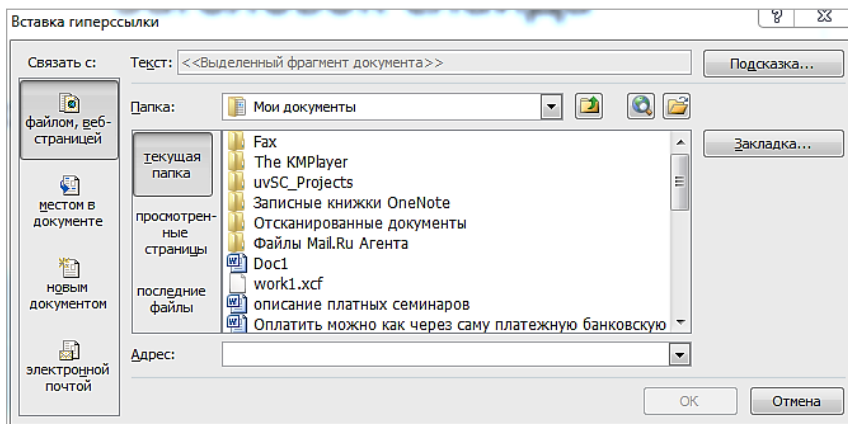 Вставка гиперссылки
Связать с:
Текст: <<Выделенный фрагмент документа>>
Подсказка...
файлом, веб-
страницей
Папка:
Мои документы
Закладка...
текущая
папка
просмотрен-
ные
страницы
последние
файлы
Fax
The KMPlayer
uvSC_Projects
Записные книжки OneNote
Отсканированные документы
Файлы Mail.Ru Агента
Doc1
work1.xcf
описание платных семинаров
Оплатить можно как через саму платежную банковскую
местом в
документе
новым
документом
электронной
почтой
Адрес:
ОК
Отмена